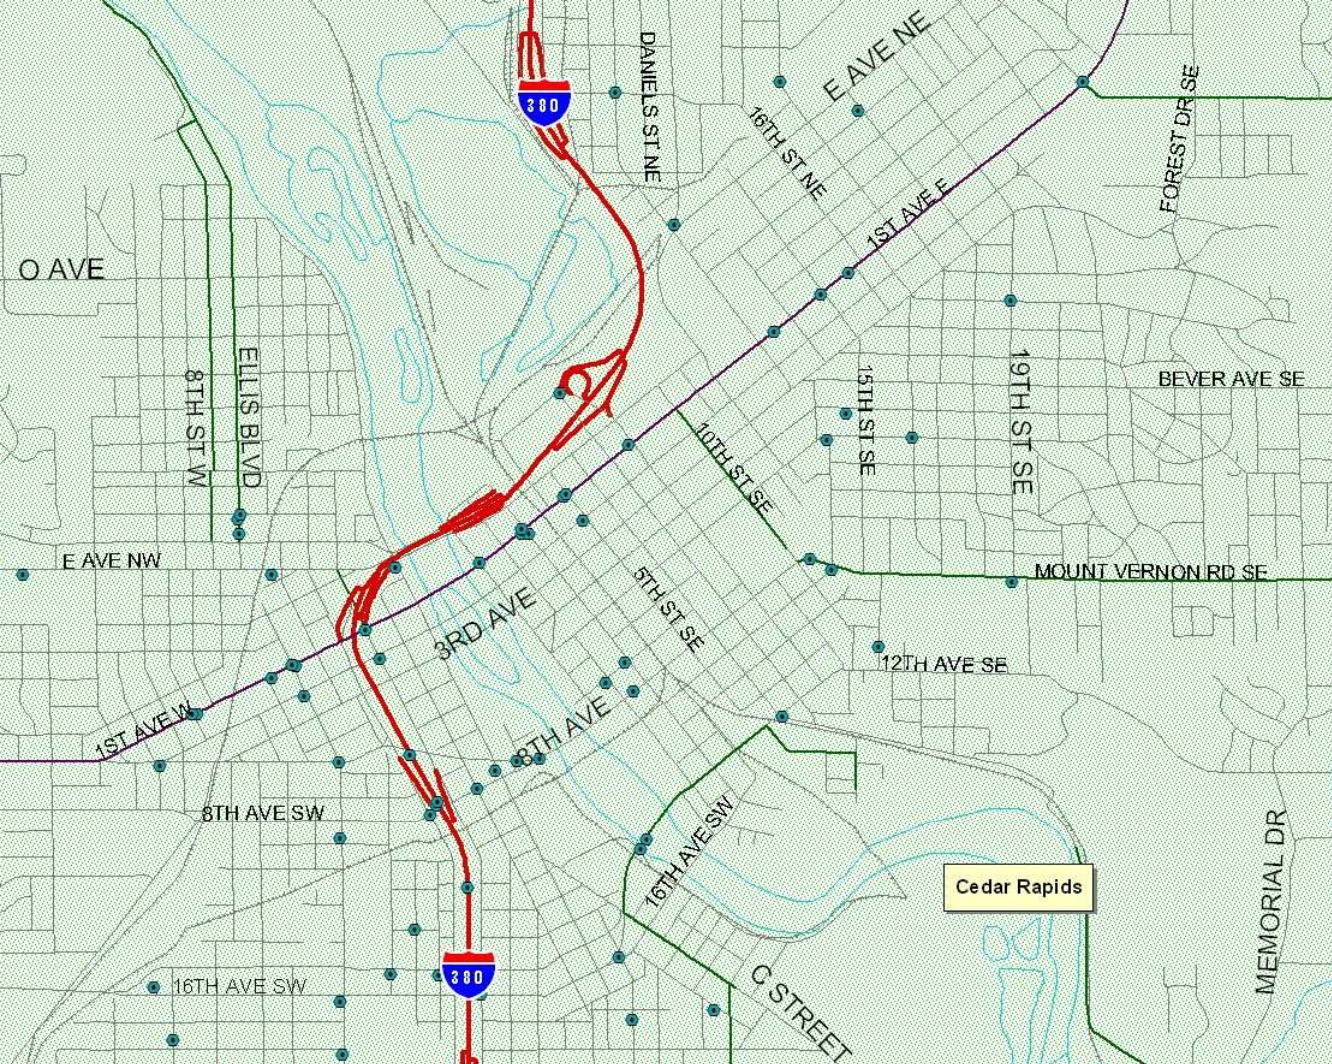 DANIELS ST NE
E AVE NE
380
16TH ST NE
FOREST DR SE
1ST AVE E
O AVE
8TH ST W
ELLIS BLVD
15TH ST SE
19TH ST SE
BEVER AVE SE
10TH ST SE
E AVE NW
MOUNT VERNON RD SE
3RD AVE
5TH ST SE
12TH AVE SE
1ST AVE W
8TH AVE
8TH AVE SW
16TH AVE SW
Cedar Rapids
MEMORIAL DR
380
16TH AVE SW
C STREET